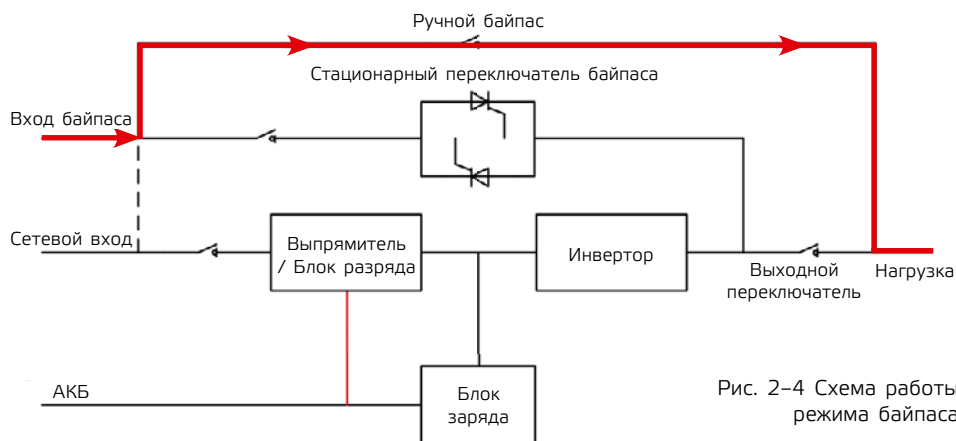 Ручной байпас
Стационарный переключатель байпаса
Вход байпаса
Сетевой вход
Выпрямитель
/ Блок разряда
Инвертор
Выходной
переключатель
Нагрузка
АКБ
Блок
заряда
Рис. 2–4 Схема работы
режима байпаса